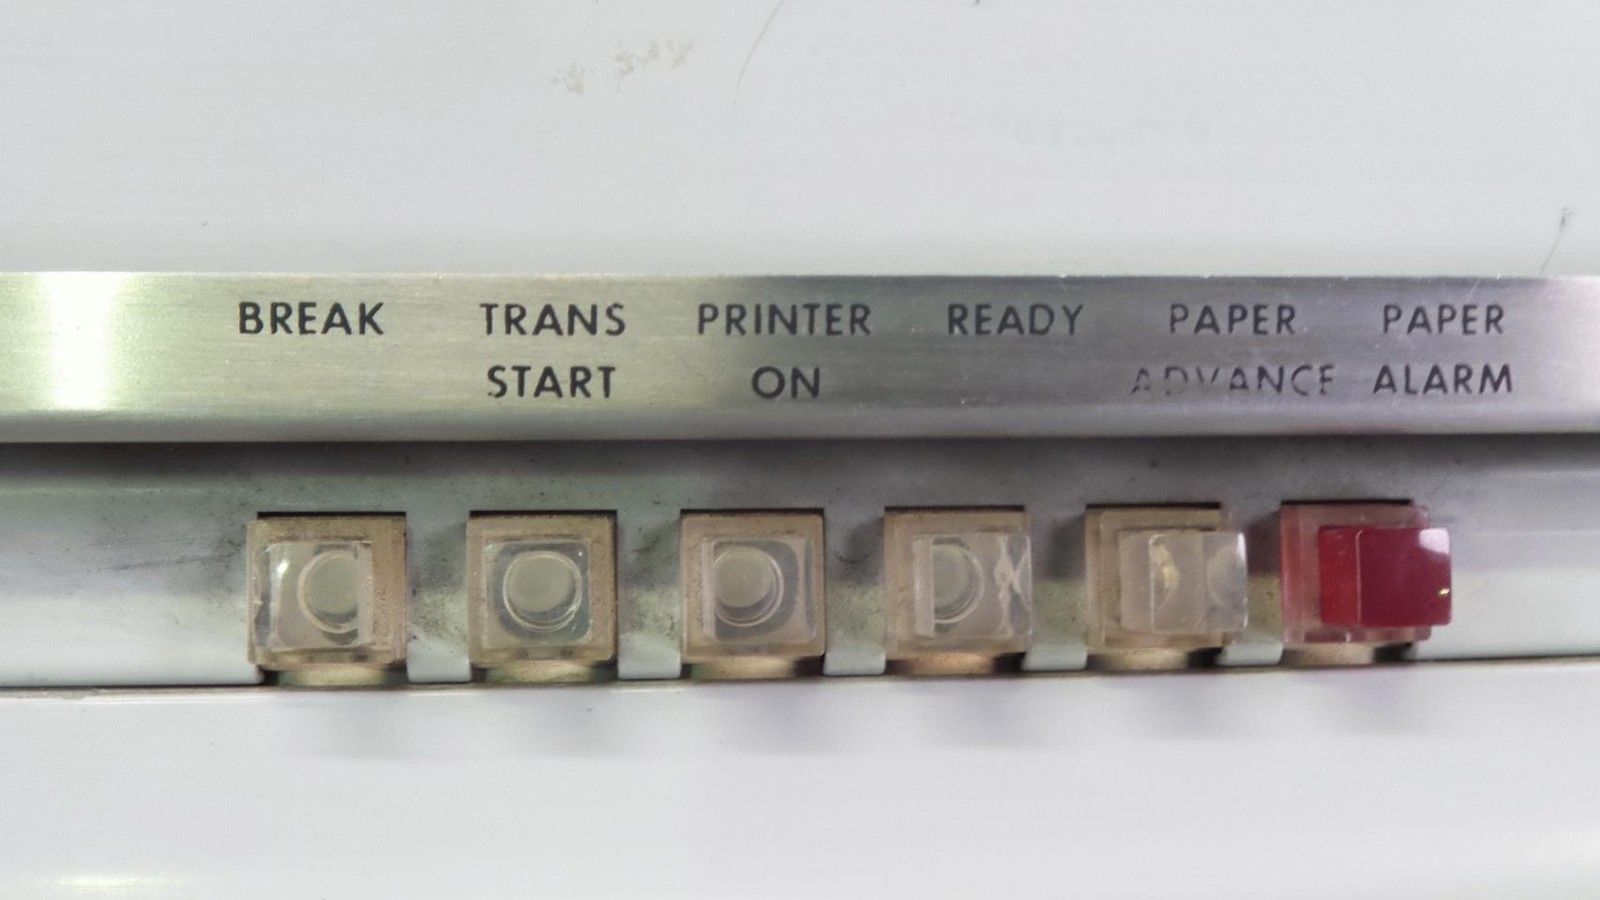 BREAK TRANS PRINTER READY PAPER PAPER
START ON ADVANCE ALARM